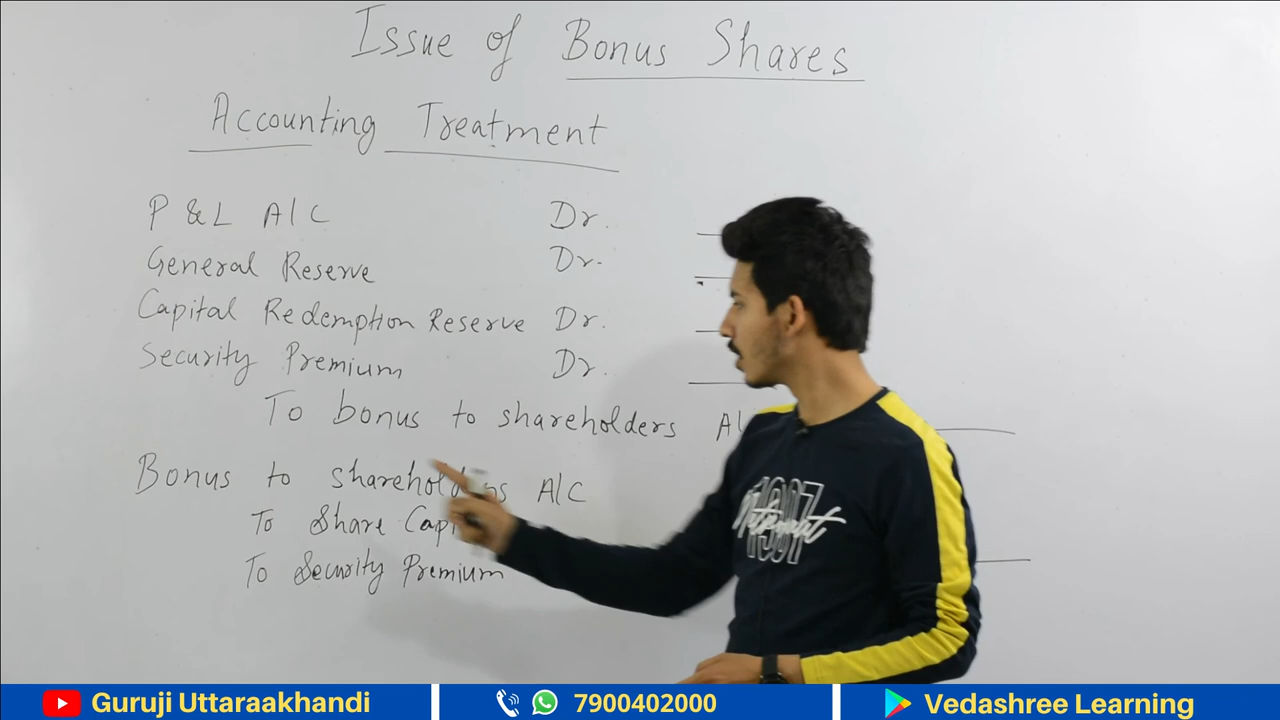 Issue of Bonus Shares
Accounting Treatment
P & L A/C Dr.
General Reserve Dr.
Capital Redemption Reserve Dr.
Security Premium Dr.
To bonus to shareholders
Bonus to shareholders A/C
To Share
To Security Premium
1987
Guruji Uttaraakhandi 7900402000 Vedashree Learning